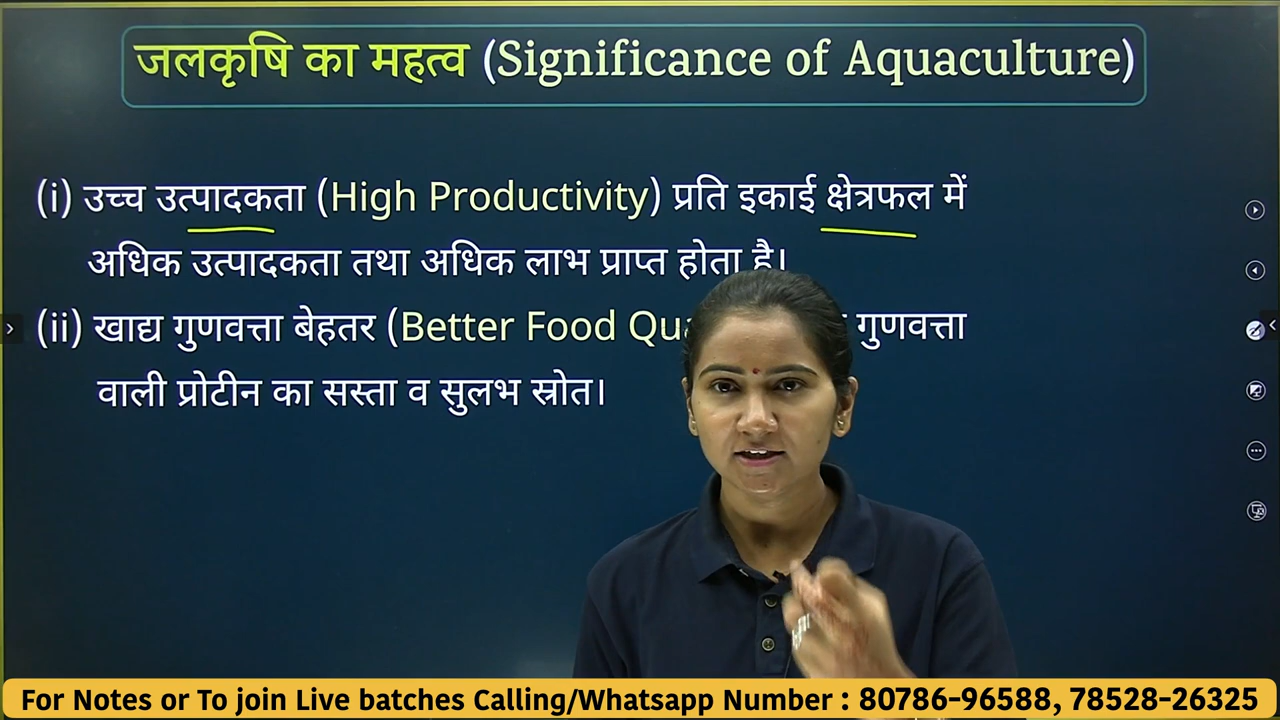 जलकृषि का महत्व (Significance of Aquaculture)
(i) उच्च उत्पादकता (High Productivity) प्रति इकाई क्षेत्रफल में
अधिक उत्पादकता तथा अधिक लाभ प्राप्त होता है।
(ii) खाद्य गुणवत्ता बेहतर (Better Food गुणवत्ता
वाली प्रोटीन का सस्ता व सुलभ स्रोत।
For Notes or To join Live batches Calling/Whatsapp Number : 80786-96588, 78528-26325